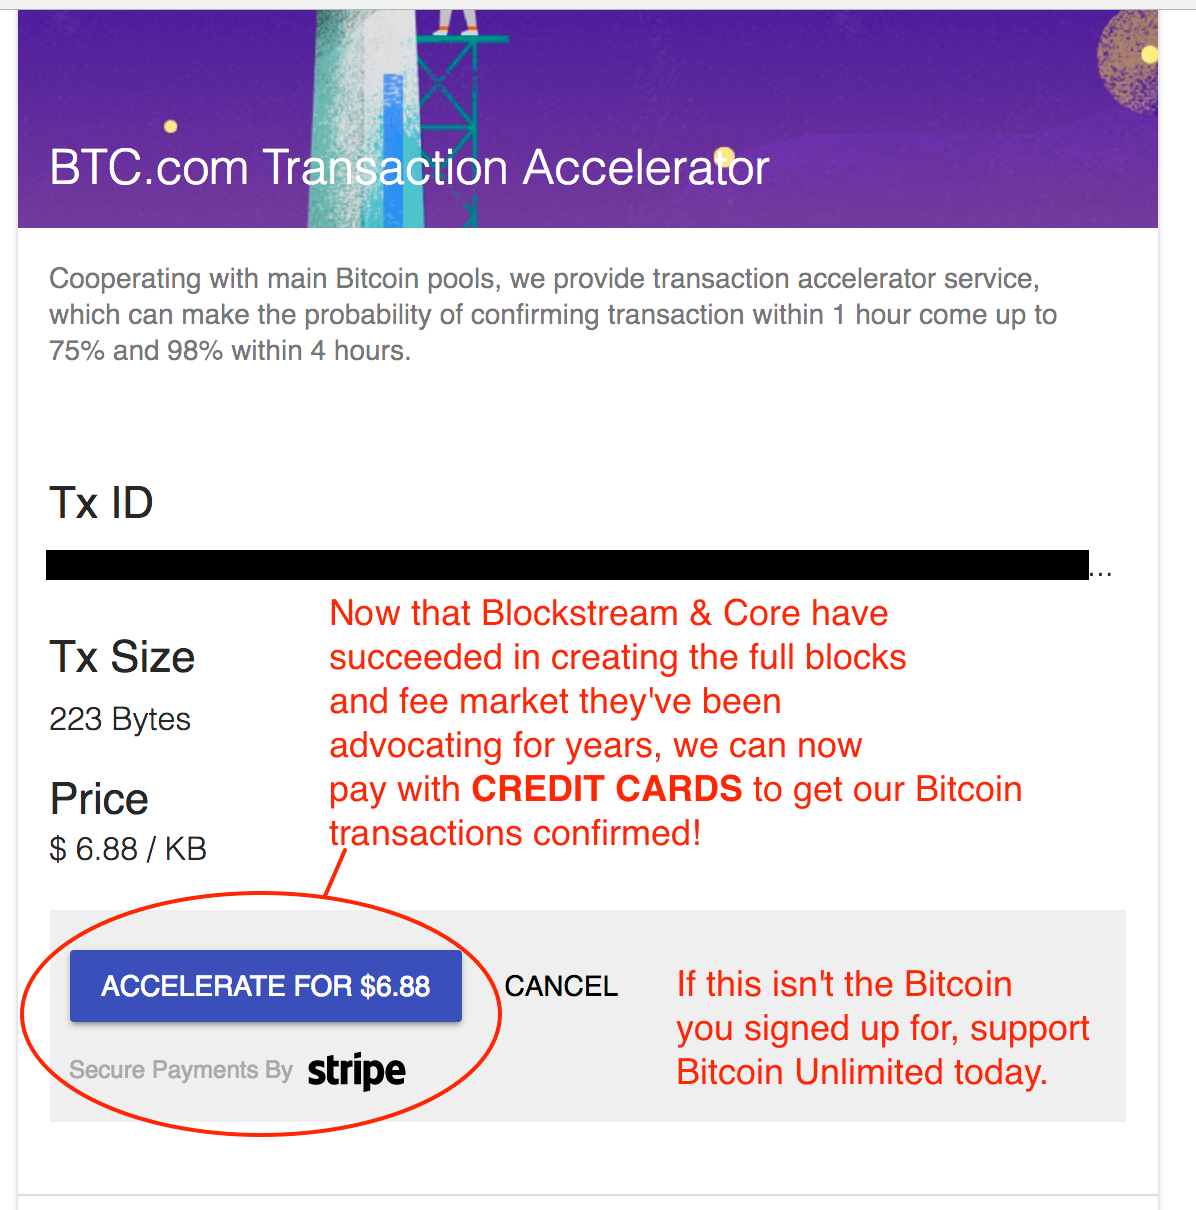 BTC.com Transaction Accelerator
Cooperating with main Bitcoin pools, we provide transaction accelerator service,
which can make the probability of confirming transaction within 1 hour come up to
75% and 98% within 4 hours.
Tx ID
...
Now that Blockstream & Core have
succeeded in creating the full blocks
and fee market they've been
advocating for years, we can now
pay with CREDIT CARDS to get our Bitcoin
transactions confirmed!
Tx Size
223 Bytes
Price
$ 6.88 / KB
ACCELERATE FOR $6.88
CANCEL
Secure Payments By stripe
If this isn't the Bitcoin
you signed up for, support
Bitcoin Unlimited today.